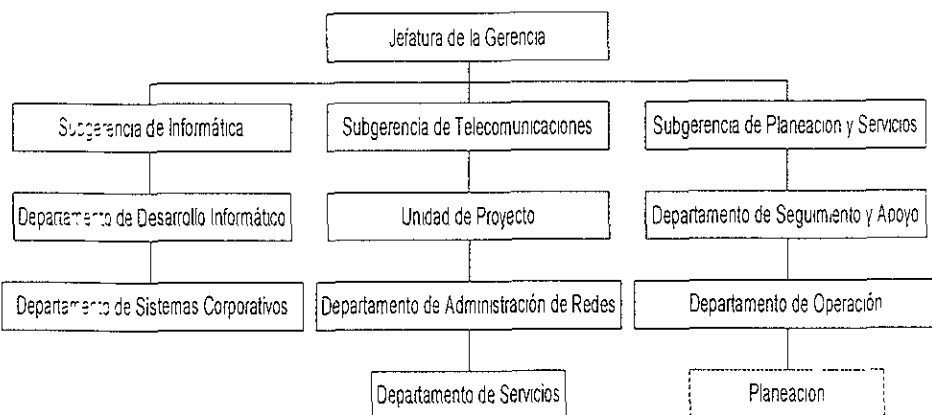 Jefatura de la Gerencia
Subgerencia de Informática
Subgerencia de Telecomunicaciones
Subgerencia de Planeacion y Servicios
Departamento de Desarrollo Informático
Unidad de Proyecto
Departamento de Seguimiento y Apoyo
Departamento de Sistemas Corporativos
Departamento de Administración de Redes
Departamento de Operación
Departamento de Servicios
Planeacion